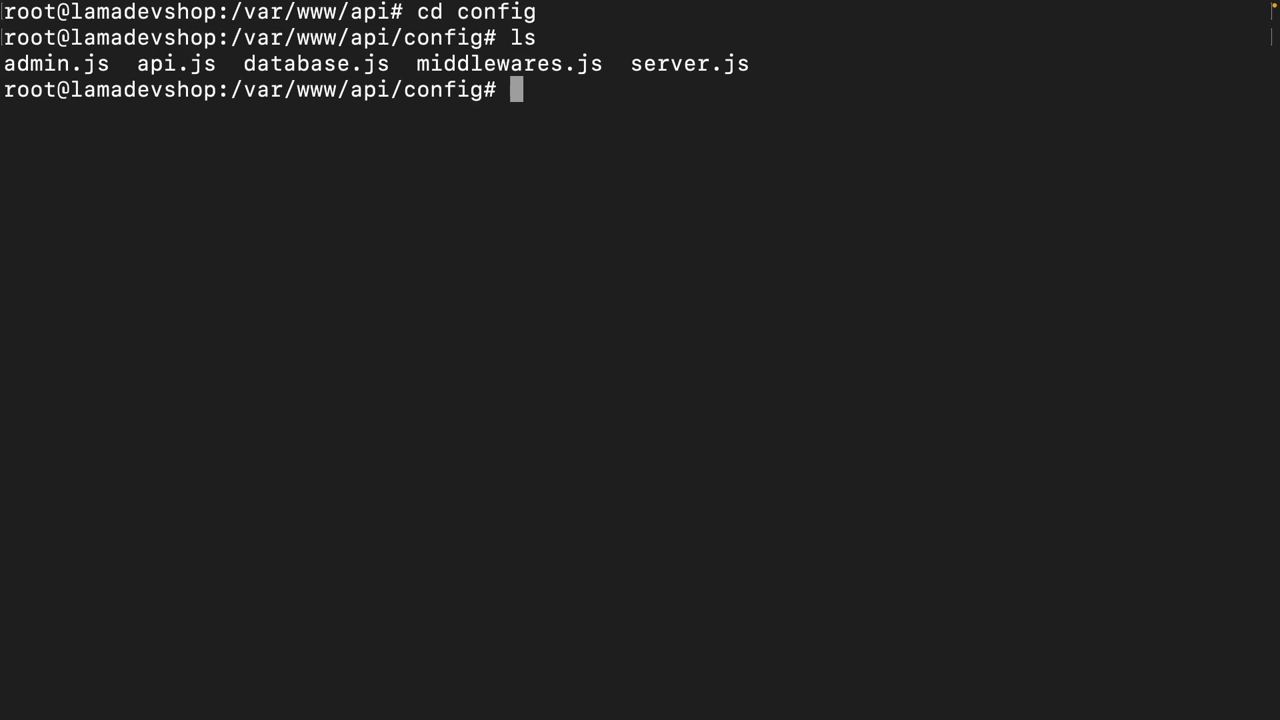 root@lamadevshop:/var/www/api# cd config
root@lamadevshop:/var/www/api/config# ls
admin.js  api.js  database.js  middlewares.js  server.js
root@lamadevshop:/var/www/api/config#